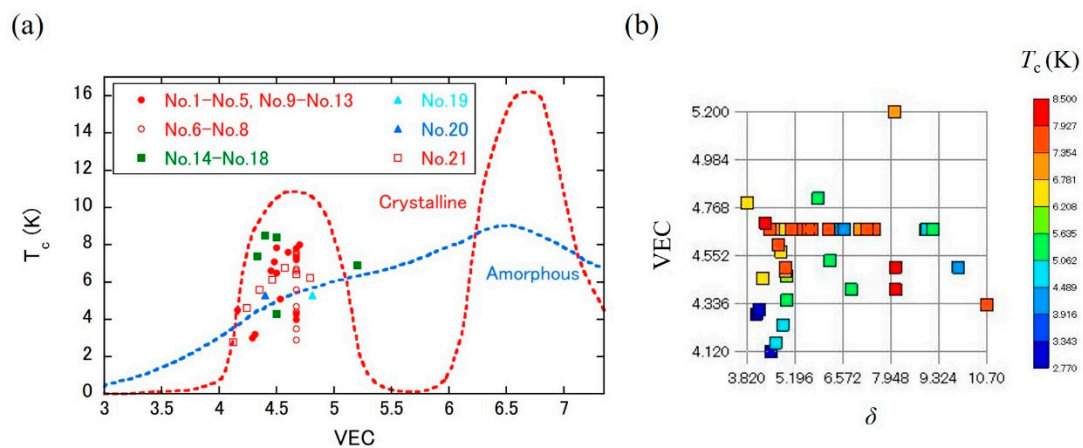 (a)
(b)
T_c (K)
16
14
12
10
8
6
4
2
0
No.1-No.5, No.9-No.13
No.6-No.8
No.14-No.18
No.19
No.20
No.21
Crystalline
Amorphous
3
3.5
4
4.5
5
5.5
6
6.5
7
VEC
T_c (K)
VEC
5.200
4.984
4.768
4.552
4.336
4.120
3.820
5.196
6.572
7.948
9.324
10.70
δ
8.500
7.927
7.354
6.781
6.208
5.635
5.062
4.489
3.916
3.343
2.770